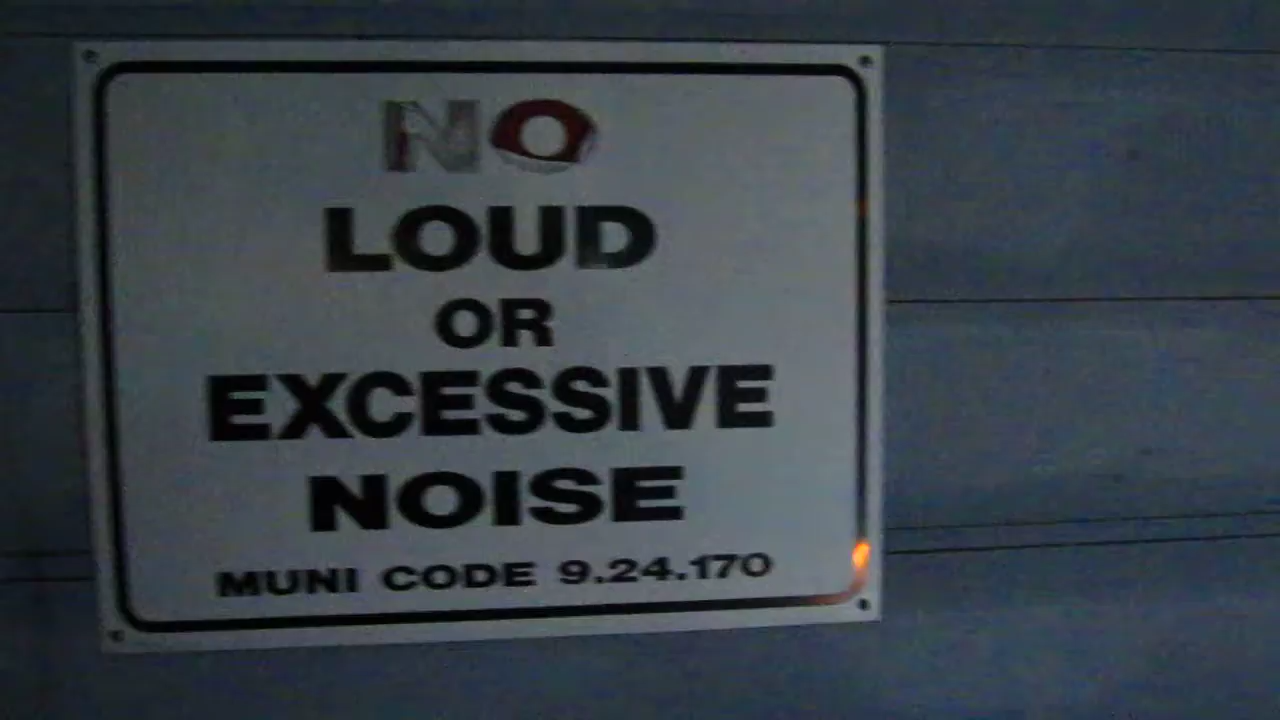 NO
LOUD
OR
EXCESSIVE
NOISE
MUNI CODE 9.24.170